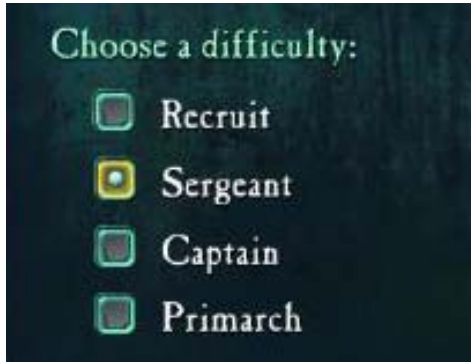 Choose a difficulty:
Recruit
Sergeant
Captain
Primarch